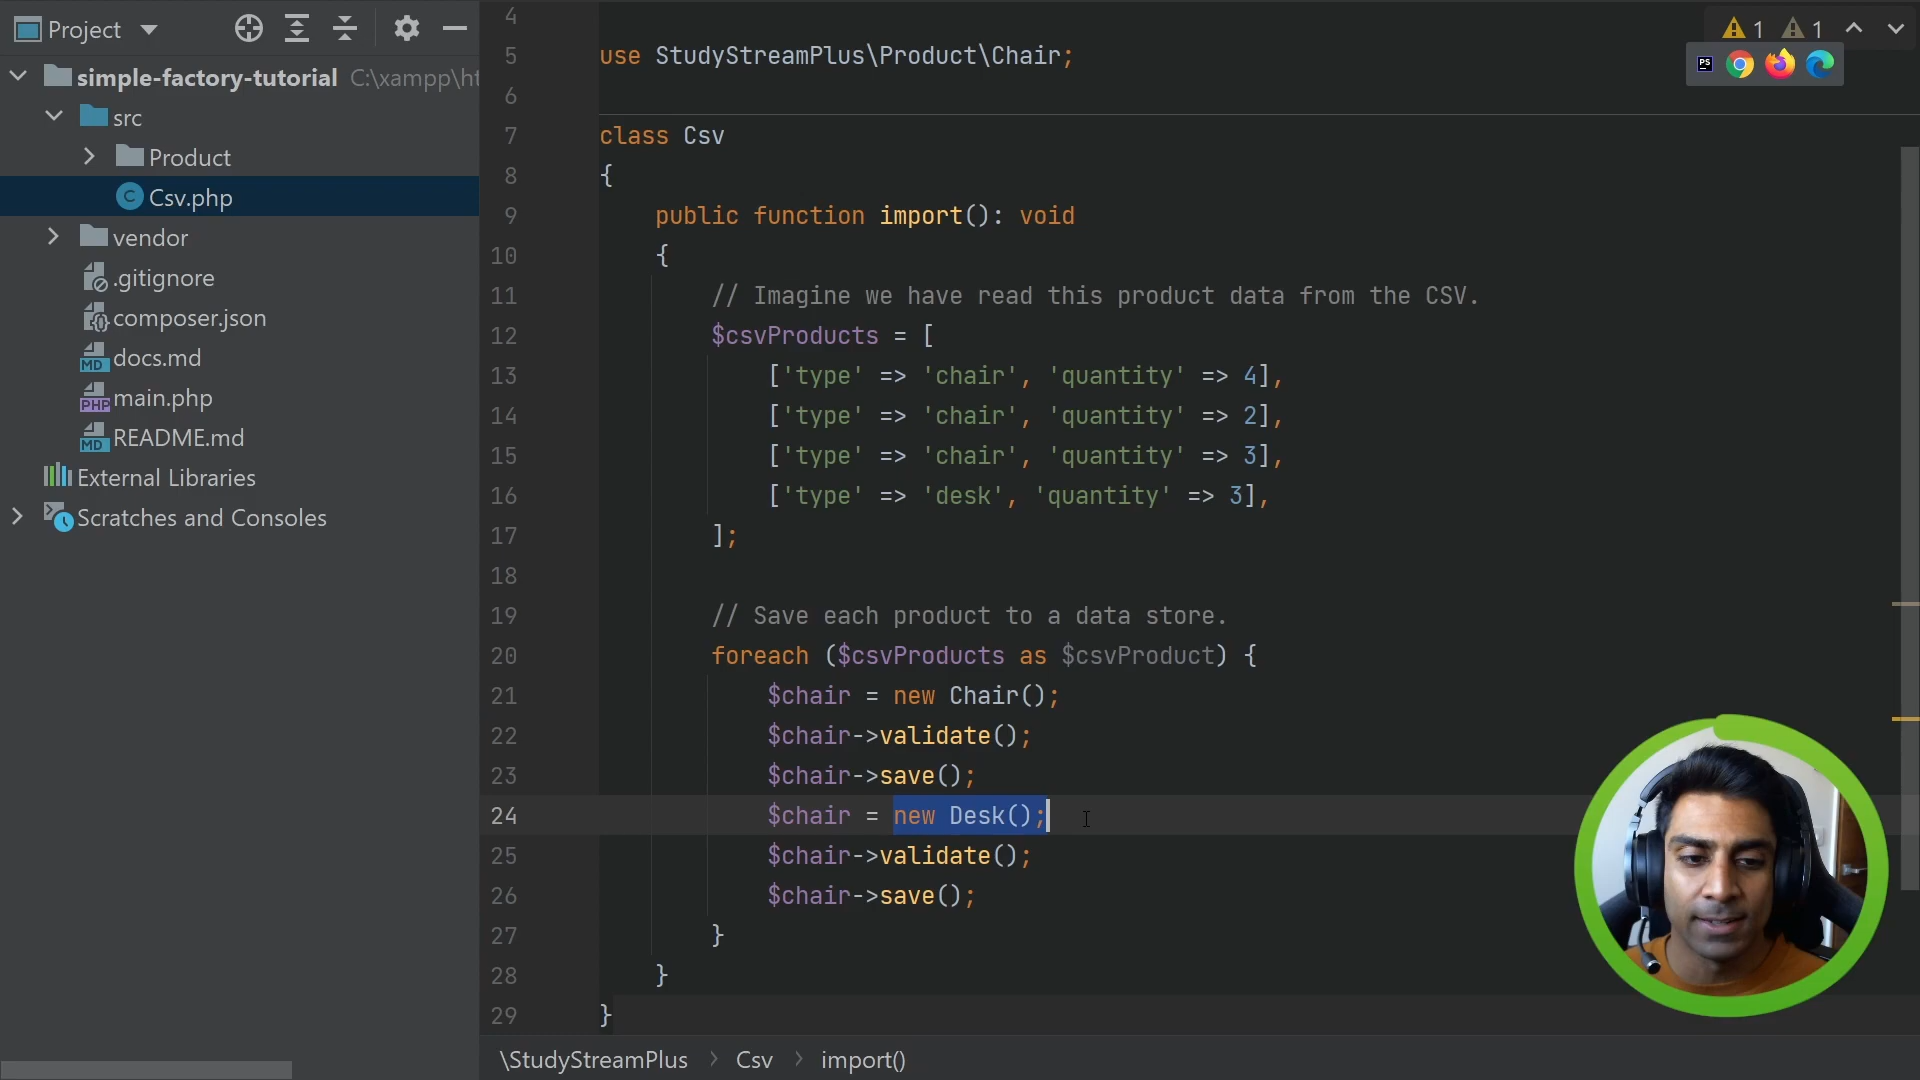 Project
simple-factory-tutorial C:\xampp\ht
src
Product
Csv.php
vendor
.gitignore
composer.json
docs.md
main.php
README.md
External Libraries
Scratches and Consoles
1 1
PS
4
5 use StudyStreamPlus\Product\Chair;
6
7 class Csv
8 {
9 public function import(): void
10 {
11 // Imagine we have read this product data from the CSV.
12 $csvProducts = [
13 ['type' => 'chair', 'quantity' => 4],
14 ['type' => 'chair', 'quantity' => 2],
15 ['type' => 'chair', 'quantity' => 3],
16 ['type' => 'desk', 'quantity' => 3],
17 ];
18
19 // Save each product to a data store.
20 foreach ($csvProducts as $csvProduct) {
21 $chair = new Chair();
22 $chair->validate();
23 $chair->save();
24 $chair = new Desk();
25 $chair->validate();
26 $chair->save();
27 }
28 }
29 }
\StudyStreamPlus > Csv > import()